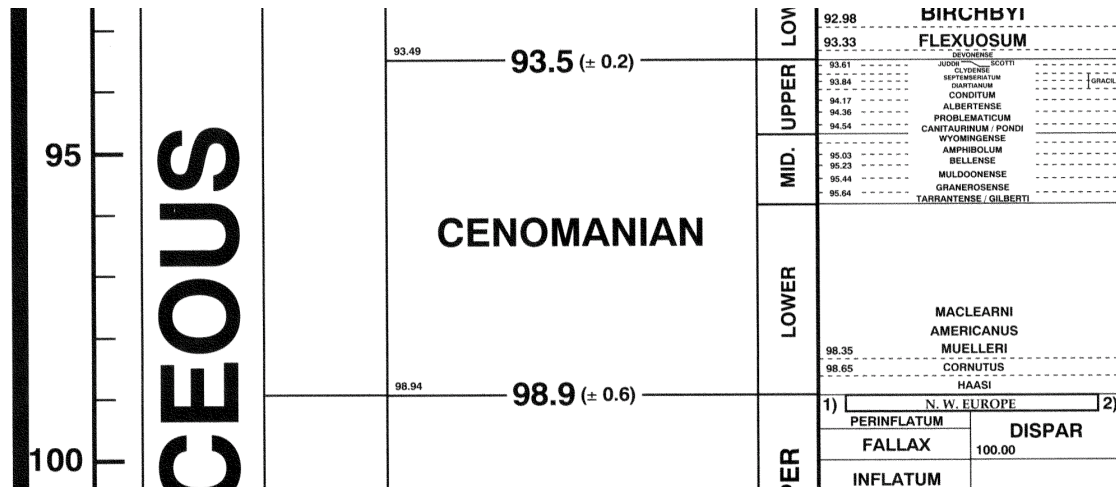 95
100
CEOUS
93.49
93.5 (± 0.2)
CENOMANIAN
98.94
98.9 (± 0.6)
UPPER
MID.
LOWER
92.98 BIRCHBYI
93.33 FLEXUOSUM
DEVONENSE
93.61 JUDDII SCOTTI
CLYDENSE
SEPTEMSERIATUM
93.84 DIARTIANUM
GRACIL
CONDITUM
94.17
ALBERTENSE
94.36
PROBLEMATICUM
94.54 CANITAURINUM / PONDI
WYOMINGENSE
AMPHIBOLUM
95.03
BELLENSE
95.23
MULDOONENSE
95.44
GRANEROSENSE
95.64
TARRANTENSE / GILBERTI
MACLEARNI
AMERICANUS
98.35 MUELLERI
98.65 CORNUTUS
HAASI
1) N. W. EUROPE 2)
PERINFLATUM
DISPAR
FALLAX
100.00
INFLATUM